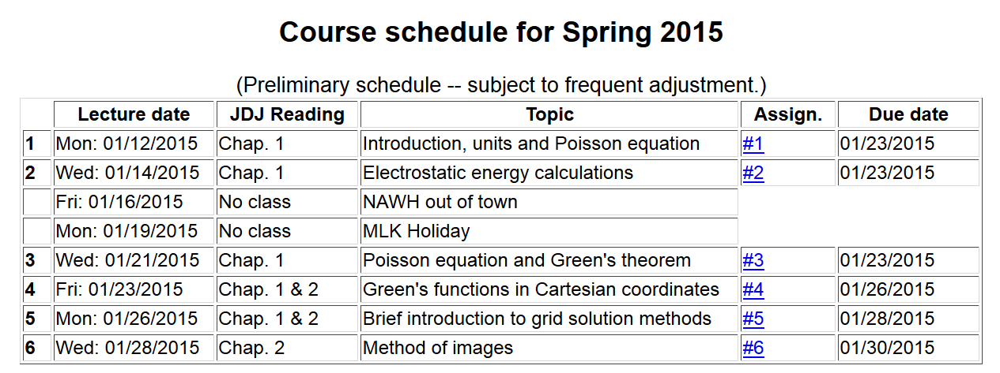 Course schedule for Spring 2015
(Preliminary schedule -- subject to frequent adjustment.)
Lecture date JDJ Reading Topic Assign. Due date
1 Mon: 01/12/2015 Chap. 1 Introduction, units and Poisson equation #1 01/23/2015
2 Wed: 01/14/2015 Chap. 1 Electrostatic energy calculations #2 01/23/2015
Fri: 01/16/2015 No class NAWH out of town
Mon: 01/19/2015 No class MLK Holiday
3 Wed: 01/21/2015 Chap. 1 Poisson equation and Green's theorem #3 01/23/2015
4 Fri: 01/23/2015 Chap. 1 & 2 Green's functions in Cartesian coordinates #4 01/26/2015
5 Mon: 01/26/2015 Chap. 1 & 2 Brief introduction to grid solution methods #5 01/28/2015
6 Wed: 01/28/2015 Chap. 2 Method of images #6 01/30/2015